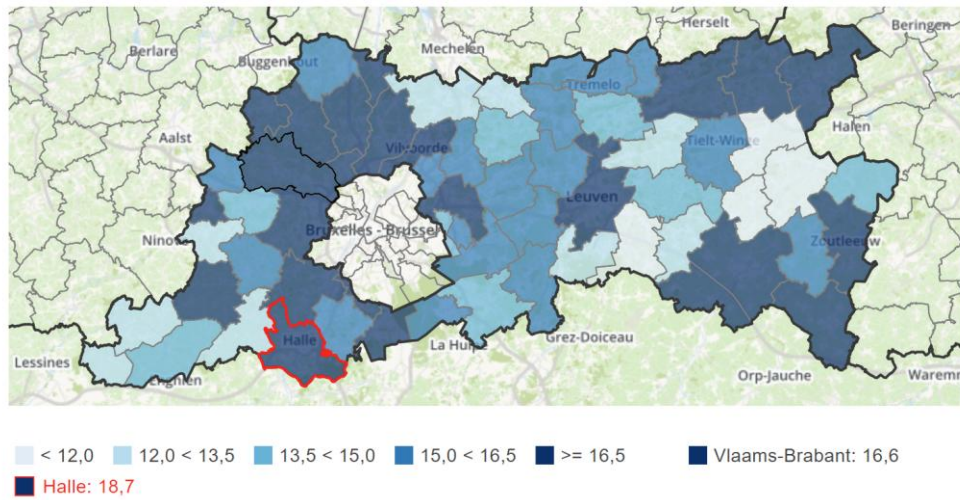 Herselt
Beringen
Berlare
Mechelen
Buggenhout
Tremelo
Aalst
Halen
Tielt-Winge
Vilvoorde
Leuven
Bruxelles - Brussel
Ninove
Zoutleeuw
Halle
La Hulpe
Grez-Doiceau
Lessines
Enghien
Orp-Jauche
Waremm
< 12,0 12,0 < 13,5 13,5 < 15,0 15,0 < 16,5 >= 16,5 Vlaams-Brabant: 16,6
Halle: 18,7